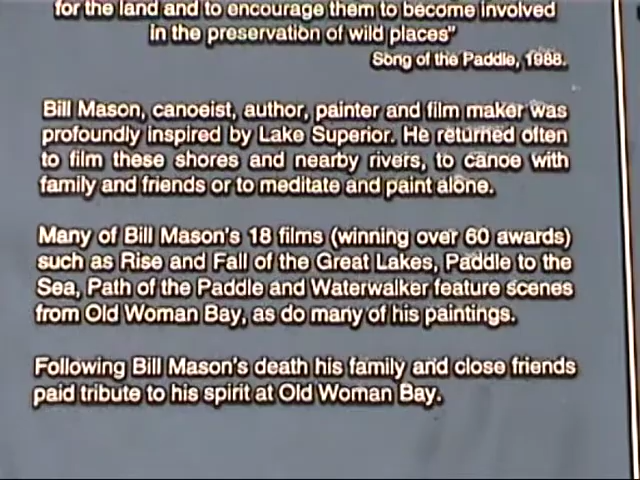 for the land and to encourage them to become involved
in the preservation of wild places"
Song of the Paddle, 1988.
Bill Mason, canoeist, author, painter and film maker was
profoundly inspired by Lake Superior. He returned often
to film these shores and nearby rivers, to canoe with
family and friends or to meditate and paint alone.
Many of Bill Mason's 18 films (winning over 60 awards)
such as Rise and Fall of the Great Lakes, Paddle to the
Sea, Path of the Paddle and Waterwalker feature scenes
from Old Woman Bay, as do many of his paintings.
Following Bill Mason's death his family and close friends
paid tribute to his spirit at Old Woman Bay.